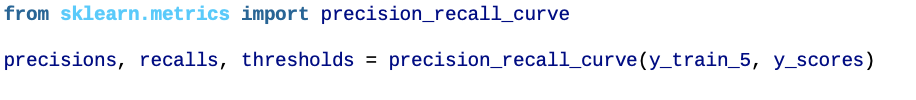 from sklearn.metrics import precision_recall_curve
precisions, recalls, thresholds = precision_recall_curve(y_train_5, y_scores)